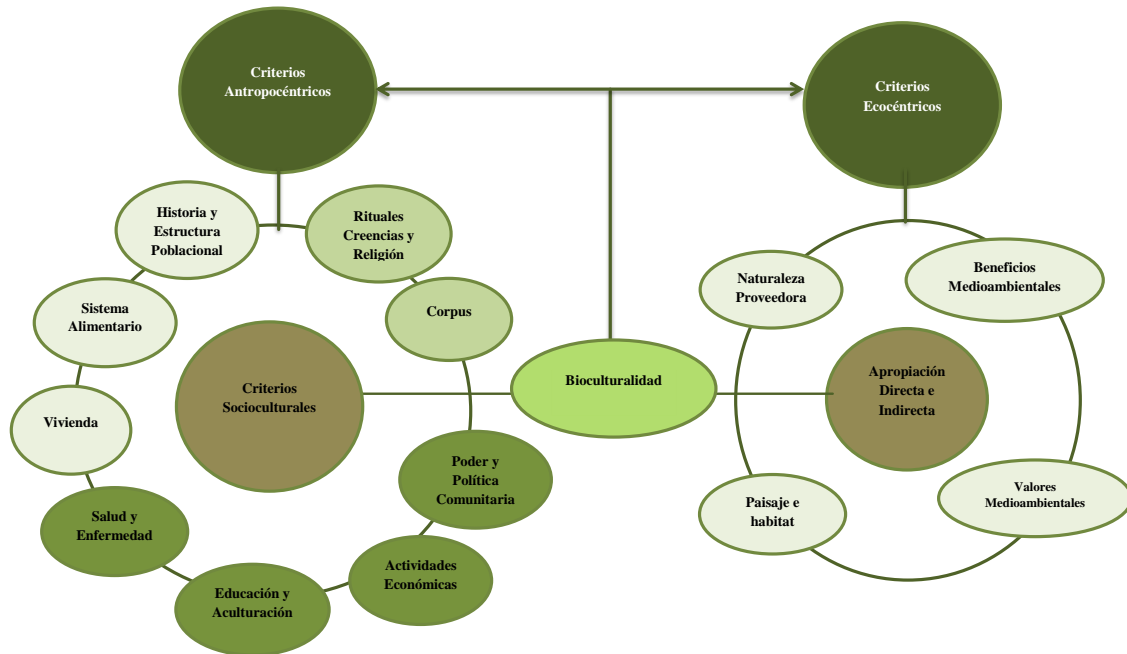 Criterios
Antropocéntricos
Criterios
Ecocéntricos
Historia y
Estructura
Poblacional
Rituales
Creencias y
Religión
Sistema
Alimentario
Corpus
Vivienda
Criterios
Socioculturales
Salud y
Enfermedad
Educación y
Aculturación
Actividades
Económicas
Poder y
Política
Comunitaria
Bioculturalidad
Naturaleza
Proveedora
Beneficios
Medioambientales
Apropiación
Directa e
Indirecta
Paisaje e
habitat
Valores
Medioambientales